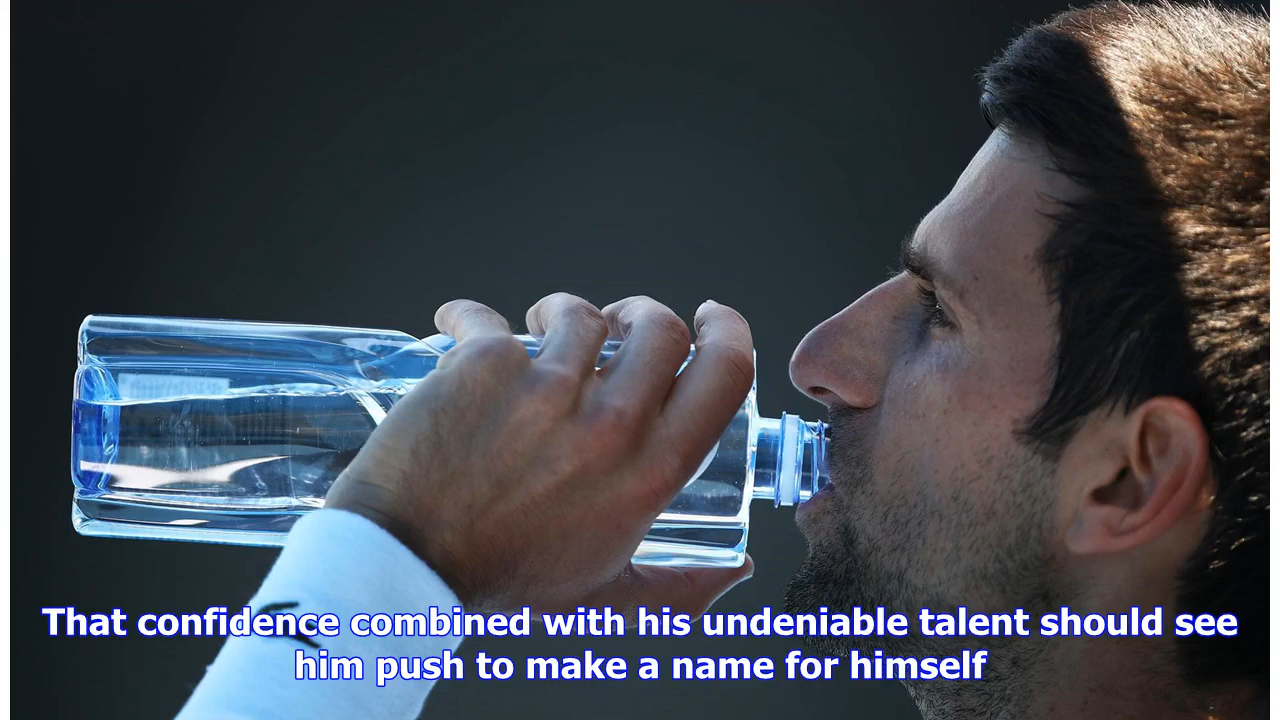 That confidence combined with his undeniable talent should see
him push to make a name for himself